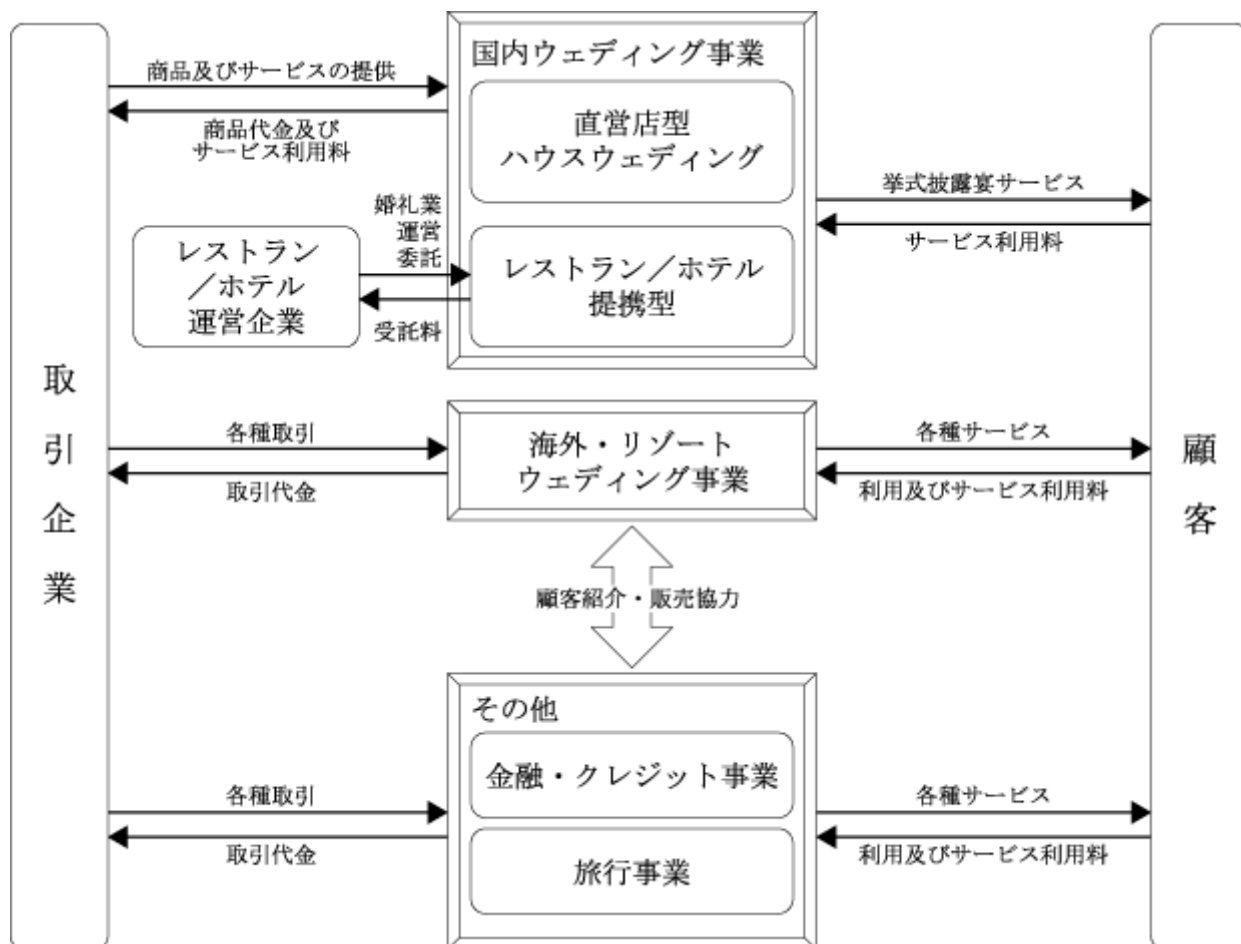 国内ウェディング事業
商品及びサービスの提供
商品代金及び
サービス利用料
直営店型
ハウスウェディング
挙式披露宴サービス
サービス利用料
婚礼業
運営
委託
レストラン
／ホテル
運営企業
受託料
レストラン／ホテル
提携型
取引企業
顧客
各種取引
取引代金
海外・リゾート
ウェディング事業
各種サービス
利用及びサービス利用料
顧客紹介・販売協力
その他
金融・クレジット事業
旅行事業
各種取引
取引代金
各種サービス
利用及びサービス利用料